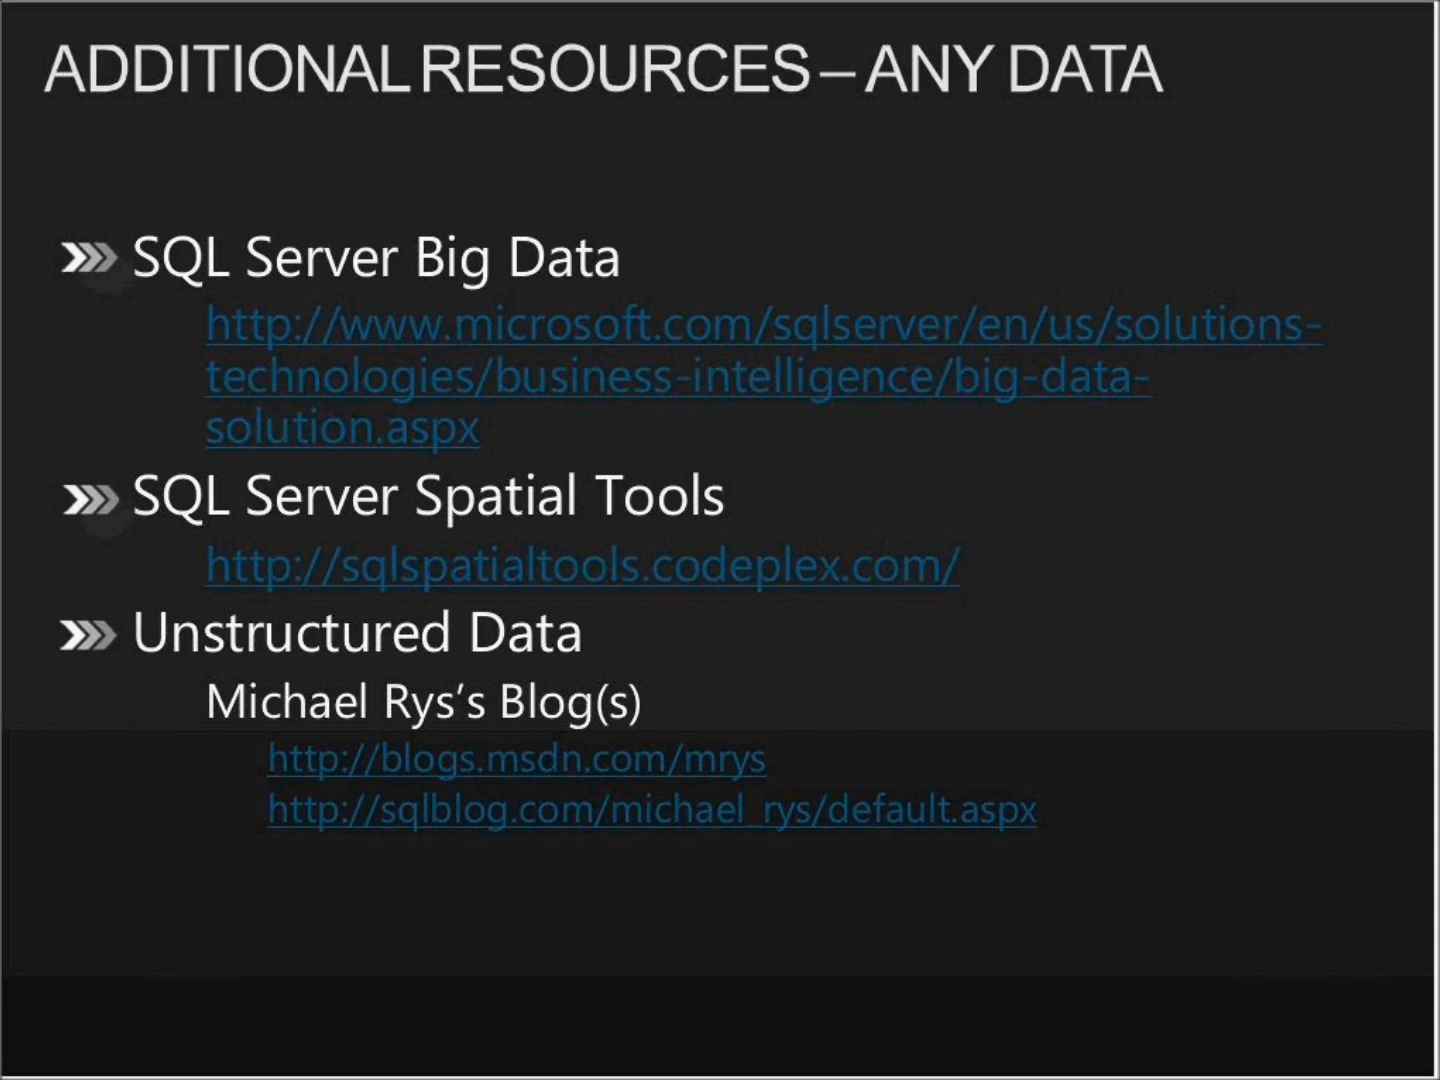 ADDITIONAL RESOURCES – ANY DATA
SQL Server Big Data
http://www.microsoft.com/sqlserver/en/us/solutions-
technologies/business-intelligence/big-data-
solution.aspx
SQL Server Spatial Tools
http://sqlspatialtools.codeplex.com/
Unstructured Data
Michael Rys’s Blog(s)
http://blogs.msdn.com/mrys
http://sqlblog.com/michael_rys/default.aspx